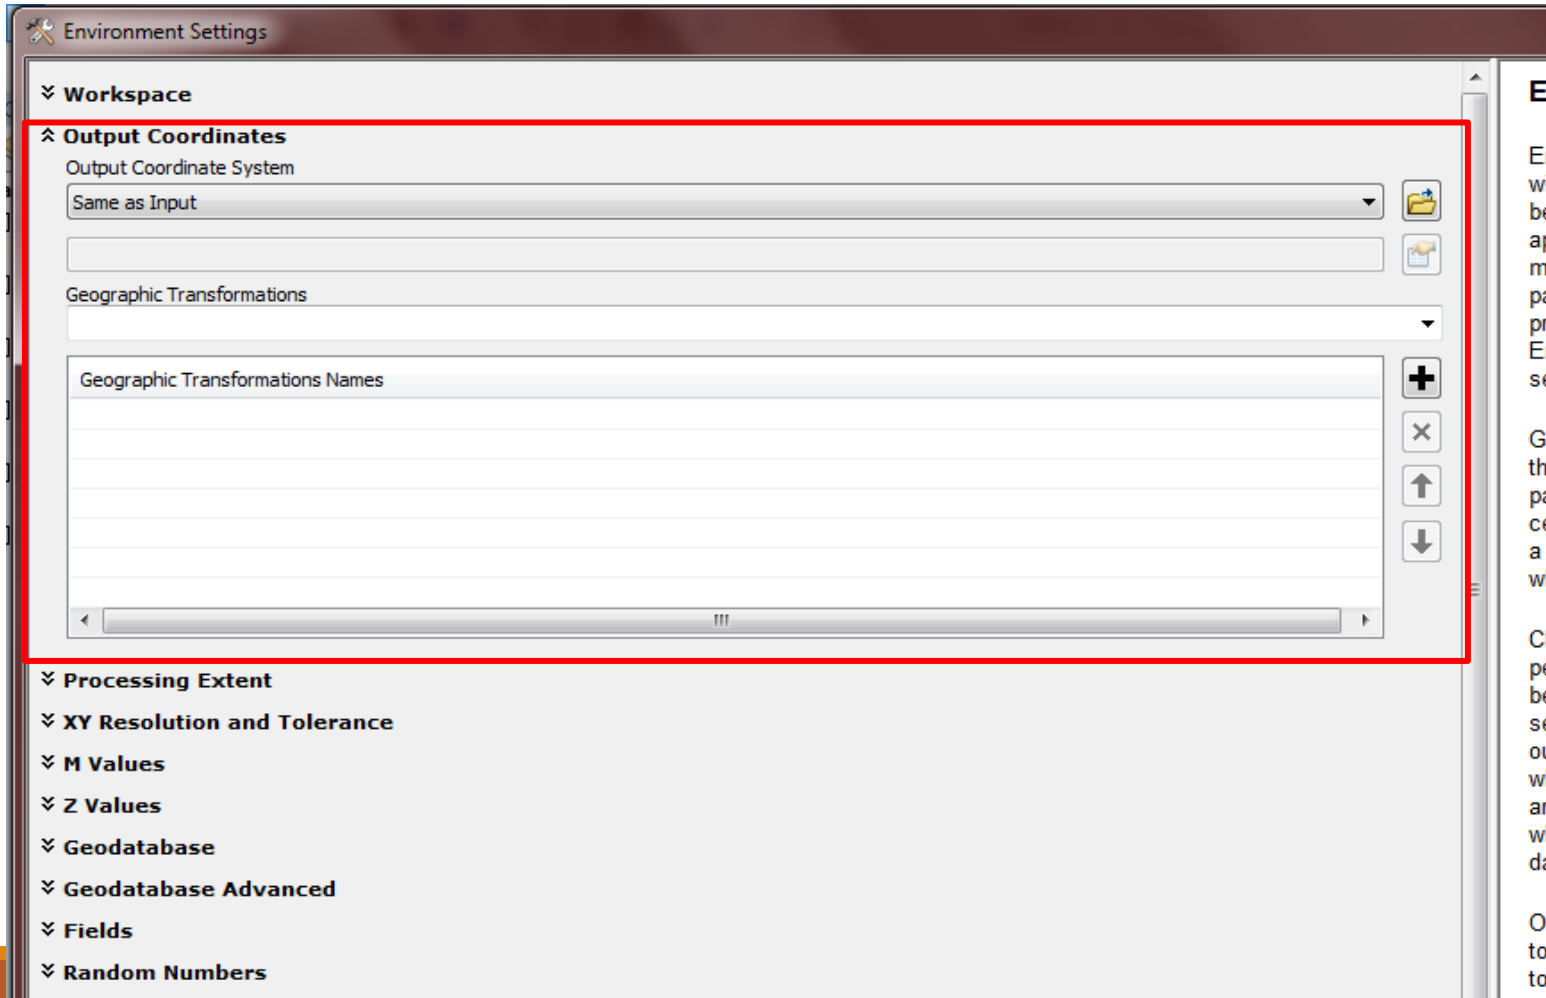 Environment Settings
Workspace
Output Coordinates
Output Coordinate System
Same as Input
Geographic Transformations
Geographic Transformations Names
Processing Extent
XY Resolution and Tolerance
M Values
Z Values
Geodatabase
Geodatabase Advanced
Fields
Random Numbers